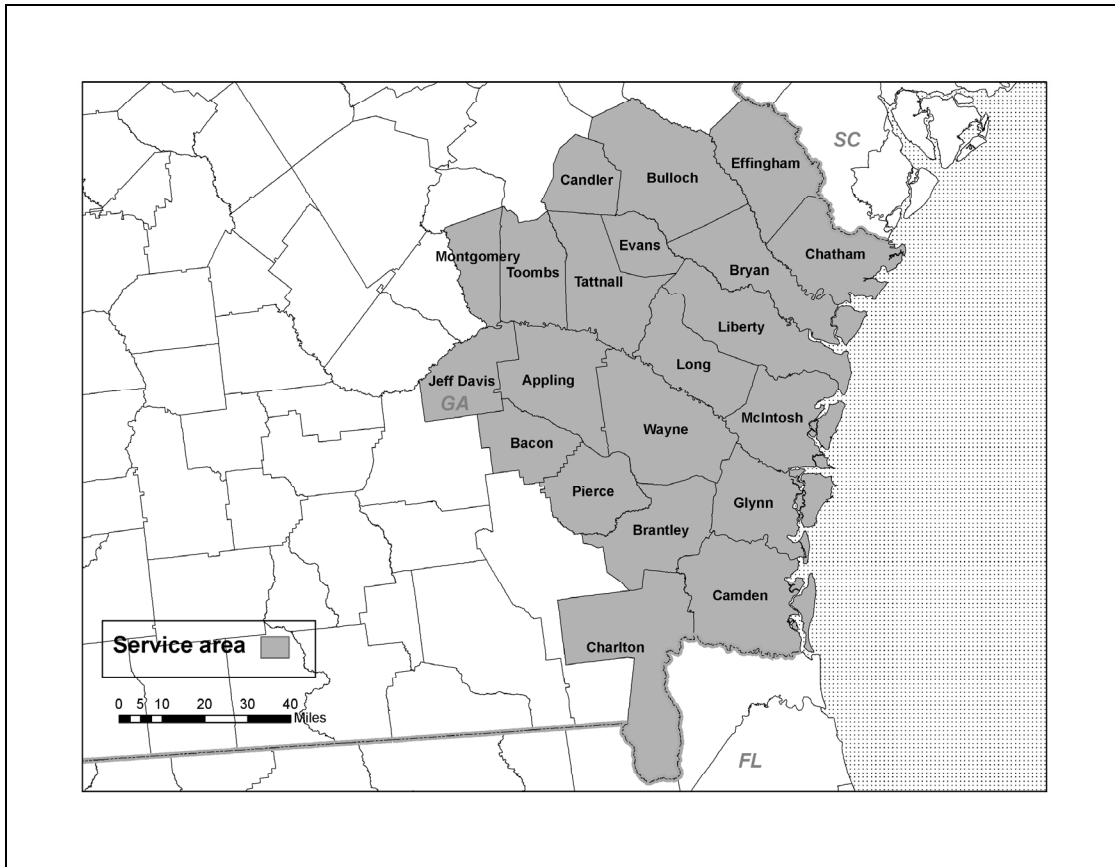 SC
Effingham
Candler
Bulloch
Evans
Montgomery
Toombs
Tattnall
Bryan
Chatham
Liberty
Long
Jeff Davis
Appling
GA
McIntosh
Wayne
Bacon
Pierce
Glynn
Brantley
Camden
Charlton
Service area
0 5 10 20 30 40
Miles
FL